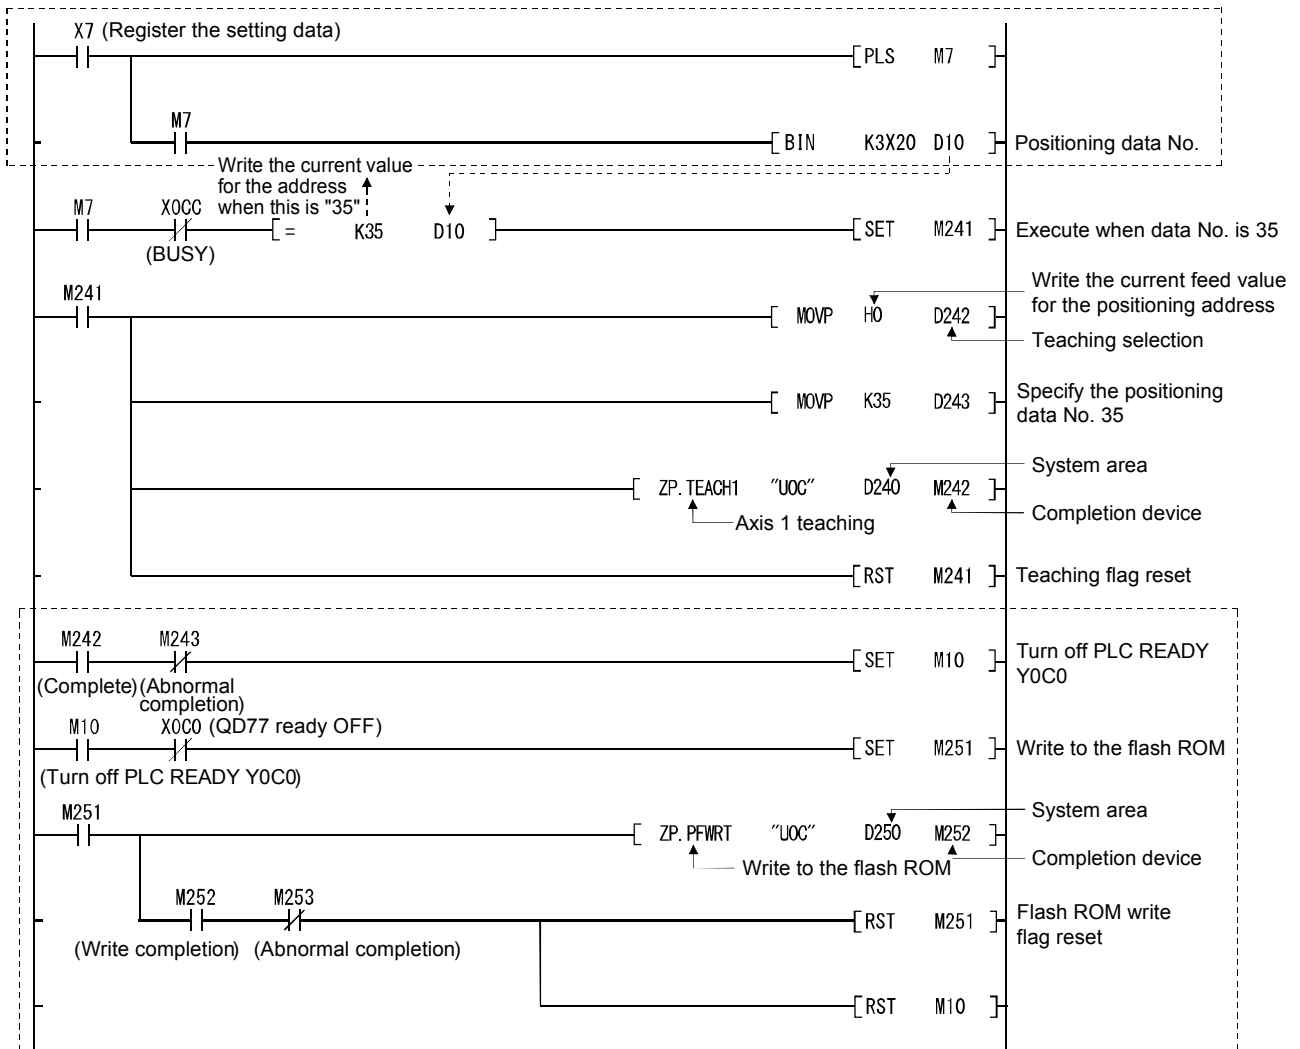 X7 (Register the setting data)
PLS M7
M7
BIN K3X20 D10 Positioning data No.
Write the current value
for the address
when this is "35"
M7 X0CC = K35 D10 SET M241 Execute when data No. is 35
(BUSY)
Write the current feed value
for the positioning address
M241
MOVP H0 D242
Teaching selection
MOVP K35 D243 Specify the positioning
data No. 35
System area
ZP.TEACH1 "U0C" D240 M242
Axis 1 teaching
Completion device
RST M241 Teaching flag reset
M242 M243
SET M10 Turn off PLC READY
Y0C0
(Complete) (Abnormal
completion)
M10 X0C0 (QD77 ready OFF)
SET M251 Write to the flash ROM
(Turn off PLC READY Y0C0)
M251
System area
ZP.PFWRT "U0C" D250 M252
Write to the flash ROM
Completion device
M252 M253
RST M251 Flash ROM write
flag reset
(Write completion) (Abnormal completion)
RST M10